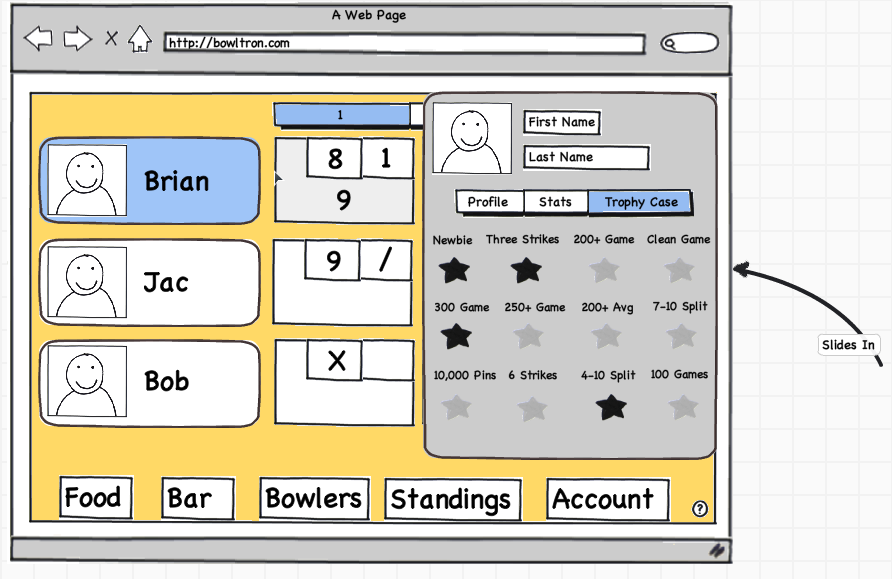 A Web Page
X
http://bowltron.com
1
First Name
Last Name
Brian
8 1
9
Profile Stats Trophy Case
Newbie Three Strikes 200+ Game Clean Game
Jac
9 /
300 Game 250+ Game 200+ Avg 7-10 Split
Slides In
Bob
X
10,000 Pins 6 Strikes 4-10 Split 100 Games
Food Bar Bowlers Standings Account
?